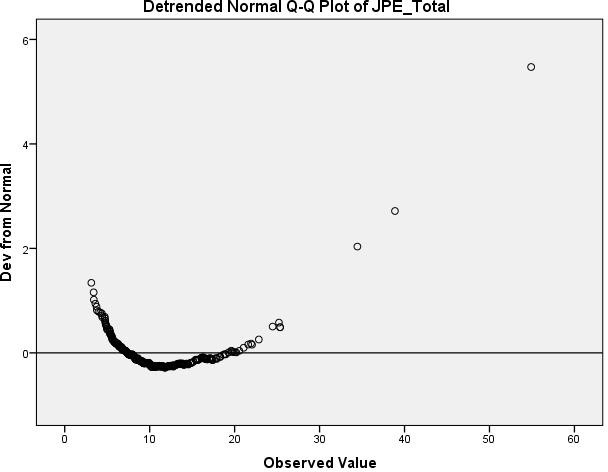 Detrended Normal Q-Q Plot of JPE_Total
6
4
2
0
Dev from Normal
0 10 20 30 40 50 60
Observed Value